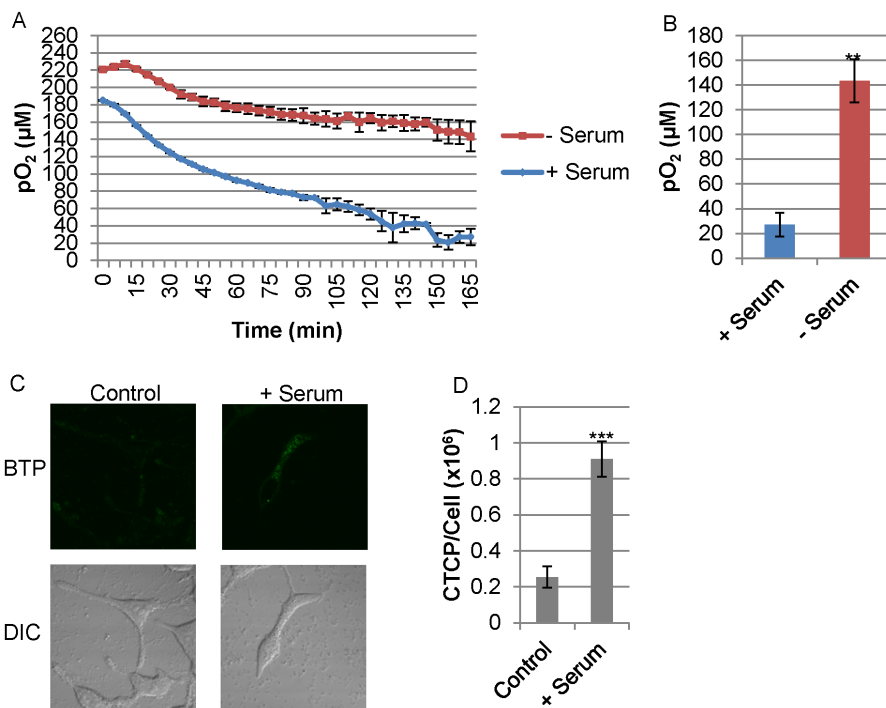 A
260
240
220
200
180
160
140
120
100
80
60
40
20
0
pO2 (µM)
0 15 30 45 60 75 90 105 120 135 150 165
Time (min)
- Serum
+ Serum
B
180
160
140
120
100
80
60
40
20
0
pO2 (µM)
**
+ Serum
- Serum
C
Control
+ Serum
BTP
DIC
D
1.2
1
0.8
0.6
0.4
0.2
0
CTCP/Cell (x10⁶)
***
Control
+ Serum